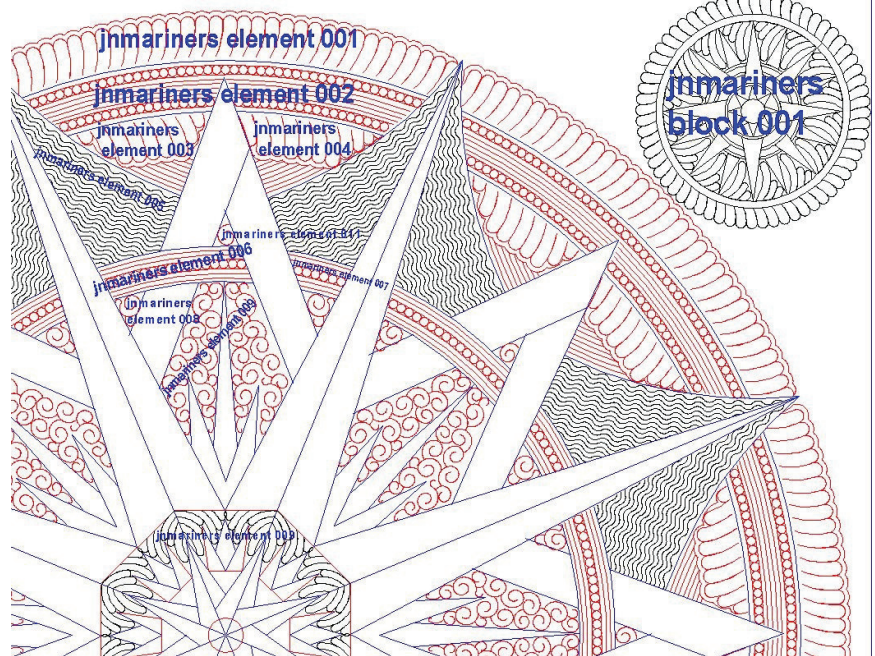 jnmariners element 001
jnmariners
block 001
jnmariners element 002
jnmariners
element 003
jnmariners
element 004
jnmariners element 005
jnmariners element 011
jnmariners element 006
jnmariners element 007
jnmariners
element 008
jnmariners element 009
jnmariners element 009